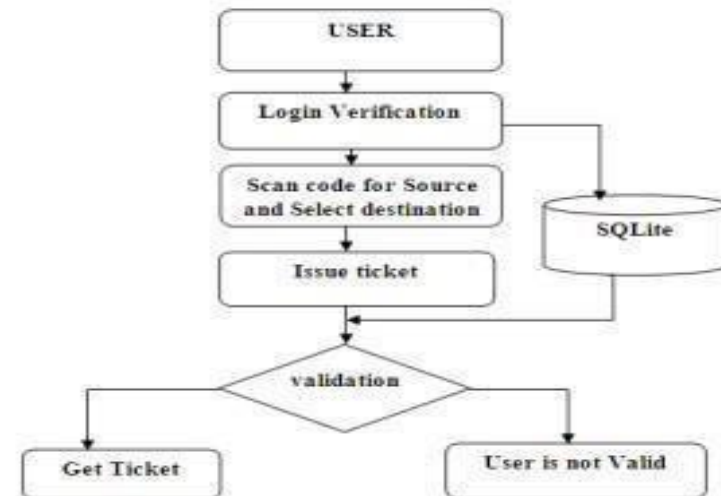 USER
Login Verification
Scan code for Source
and Select destination
SQLite
Issue ticket
validation
Get Ticket
User is not Valid